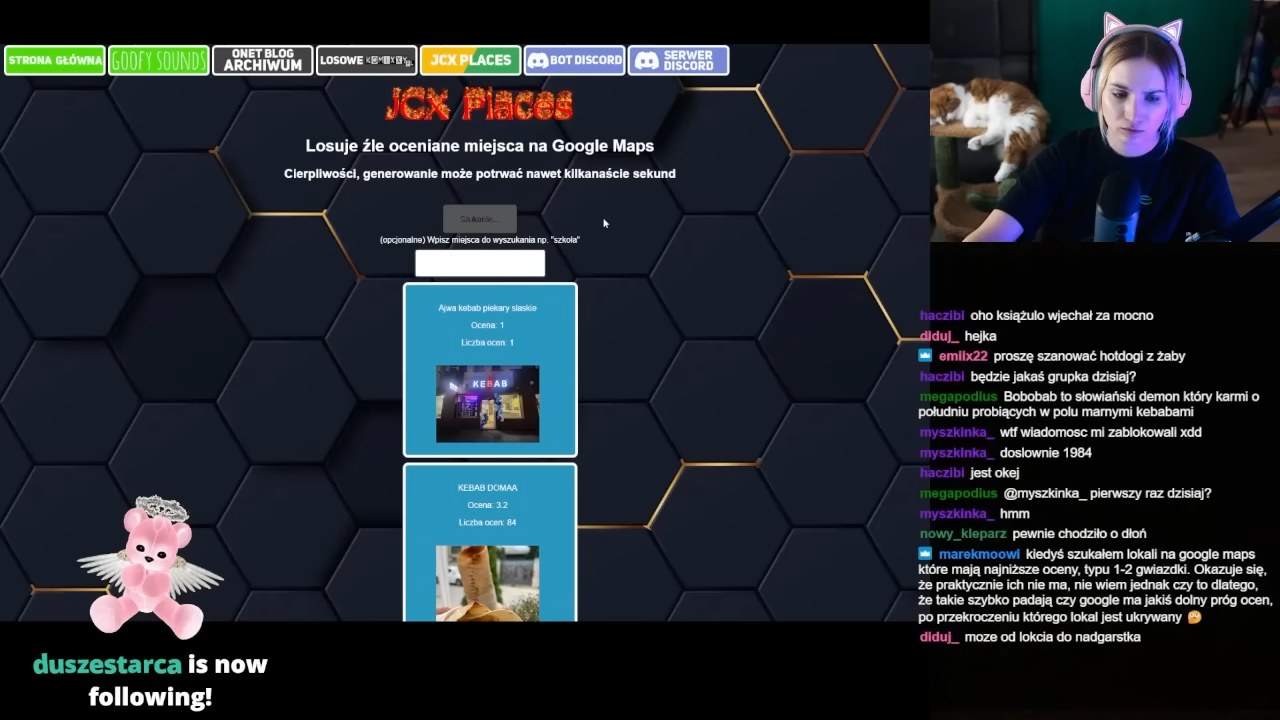 STRONA GŁÓWNA
GOOFY SOUNDS
ONET BLOG
ARCHIWUM
LOSOWE
JCX PLACES
BOT DISCORD
SERWER
DISCORD
JCX Places
Losuje źle oceniane miejsca na Google Maps
Cierpliwości, generowanie może potrwać nawet kilkanaście sekund
Szukanie...
(opcjonalne) Wpisz miejsca do wyszukania np. "szkoła"
Ajwa kebab piekary slaskie
Ocena: 1
Liczba ocen: 1
KEBAB
KEBAB DOMAA
Ocena: 3.2
Liczba ocen: 84
haczibi oho książulo wjechał za mocno
diduj_ hejka
emiix22 proszę szanować hotdogi z żaby
haczibi będzie jakaś grupka dzisiaj?
megapodius Bobobab to słowiański demon który karmi o
południu probiących w polu marnymi kebabami
myszkinka_ wtf wiadomosc mi zablokowali xdd
myszkinka_ doslownie 1984
haczibi jest okej
megapodius @myszkinka_ pierwszy raz dzisiaj?
myszkinka_ hmm
nowy_kleparz pewnie chodziło o dłoń
marekmoowi kiedyś szukałem lokali na google maps
które mają najniższe oceny, typu 1-2 gwiazdki. Okazuje się,
że praktycznie ich nie ma, nie wiem jednak czy to dlatego,
że takie szybko padają czy google ma jakiś dolny próg ocen,
po przekroczeniu którego lokal jest ukrywany
diduj_ moze od lokcia do nadgarstka
duszestarca is now
following!